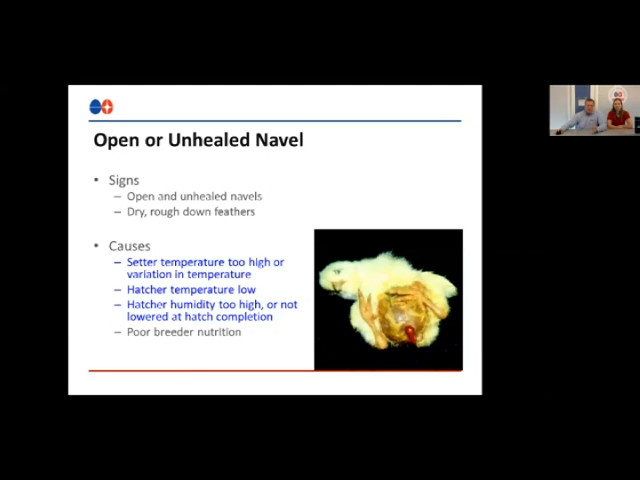 Open or Unhealed Navel
• Signs
– Open and unhealed navels
– Dry, rough down feathers
• Causes
– Setter temperature too high or
variation in temperature
– Hatcher temperature low
– Hatcher humidity too high, or not
lowered at hatch completion
– Poor breeder nutrition